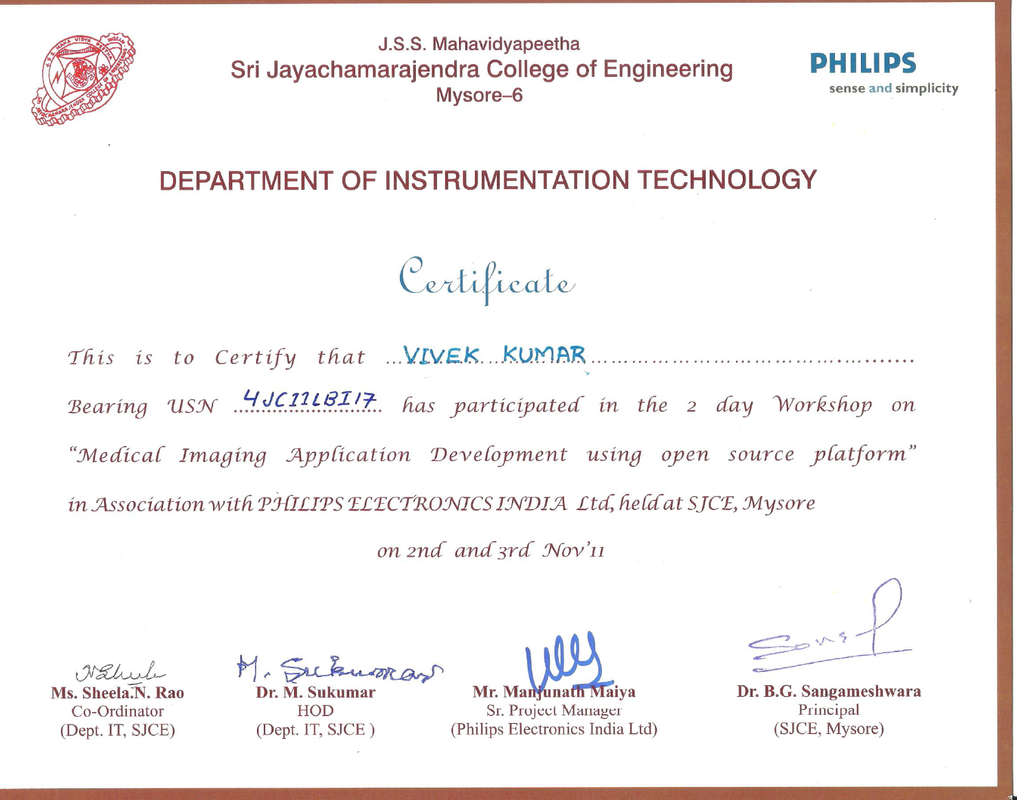 J.S.S. Mahavidyapeetha
Sri Jayachamarajendra College of Engineering
Mysore–6
PHILIPS
sense and simplicity
DEPARTMENT OF INSTRUMENTATION TECHNOLOGY
Certificate
This is to Certify that ...VIVEK KUMAR...
Bearing USN 4JC11LBI17 has participated in the 2 day Workshop on
“Medical Imaging Application Development using open source platform”
in Association with PHILIPS ELECTRONICS INDIA Ltd, held at SJCE, Mysore
on 2nd and 3rd Nov'11
M. Sukumar
Ms. Sheela.N. Rao
Co-Ordinator
(Dept. IT, SJCE)
Dr. M. Sukumar
HOD
(Dept. IT, SJCE )
Mr. Manjunath Maiya
Sr. Project Manager
(Philips Electronics India Ltd)
Dr. B.G. Sangameshwara
Principal
(SJCE, Mysore)